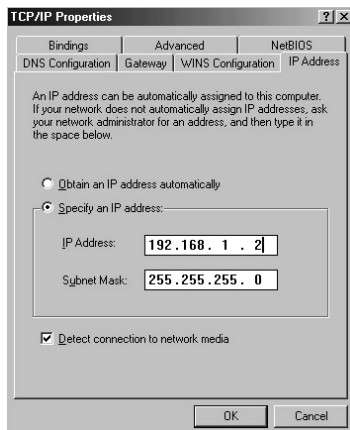 TCP/IP Properties
Bindings Advanced NetBIOS
DNS Configuration Gateway WINS Configuration IP Address
An IP address can be automatically assigned to this computer.
If your network does not automatically assign IP addresses, ask
your network administrator for an address, and then type it in
the space below.
Obtain an IP address automatically
Specify an IP address:
IP Address: 192.168. 1 . 2
Subnet Mask: 255.255.255. 0
Detect connection to network media
OK Cancel